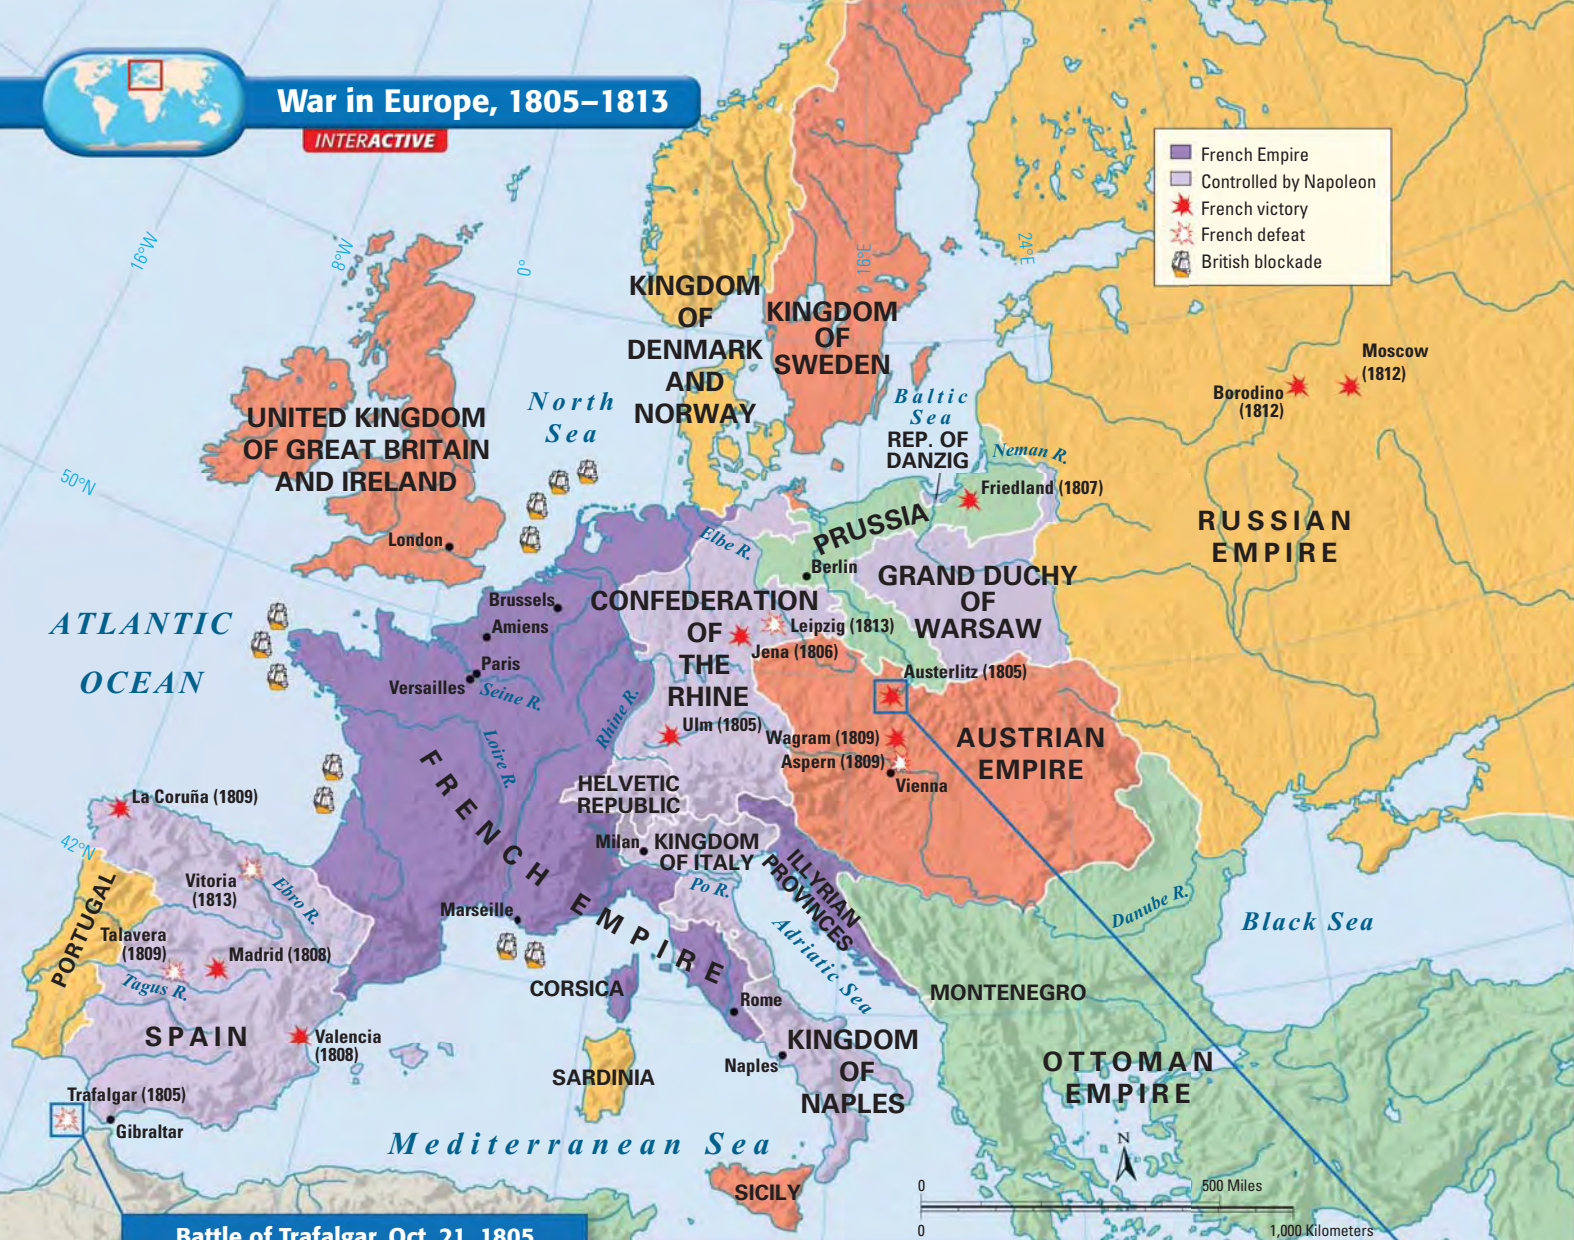 War in Europe, 1805–1813
INTERACTIVE
French Empire
Controlled by Napoleon
French victory
French defeat
British blockade
16°W
8°W
0°
16°E
24°E
50°N
42°N
KINGDOM
OF
DENMARK
AND
NORWAY
KINGDOM
OF
SWEDEN
North
Sea
Baltic
Sea
REP. OF
DANZIG
Neman R.
Friedland (1807)
Moscow
(1812)
Borodino
(1812)
RUSSIAN
EMPIRE
UNITED KINGDOM
OF GREAT BRITAIN
AND IRELAND
London
PRUSSIA
Elbe R.
Berlin
GRAND DUCHY
OF
WARSAW
ATLANTIC
OCEAN
Brussels
Amiens
Paris
Versailles
Seine R.
Loire R.
Rhine R.
CONFEDERATION
OF
THE
RHINE
Leipzig (1813)
Jena (1806)
Ulm (1805)
Austerlitz (1805)
Wagram (1809)
Aspern (1809)
Vienna
AUSTRIAN
EMPIRE
FRENCH EMPIRE
HELVETIC
REPUBLIC
Milan
KINGDOM
OF ITALY
Po R.
ILLYRIAN
PROVINCES
Adriatic Sea
Marseille
CORSICA
Rome
Naples
KINGDOM
OF
NAPLES
SARDINIA
SICILY
La Coruña (1809)
Vitoria
(1813)
Ebro R.
PORTUGAL
Talavera
(1809)
Madrid (1808)
Tagus R.
SPAIN
Valencia
(1808)
Trafalgar (1805)
Gibraltar
Mediterranean Sea
MONTENEGRO
OTTOMAN
EMPIRE
Danube R.
Black Sea
N
0
500 Miles
0
1,000 Kilometers
Battle of Trafalgar, Oct. 21, 1805